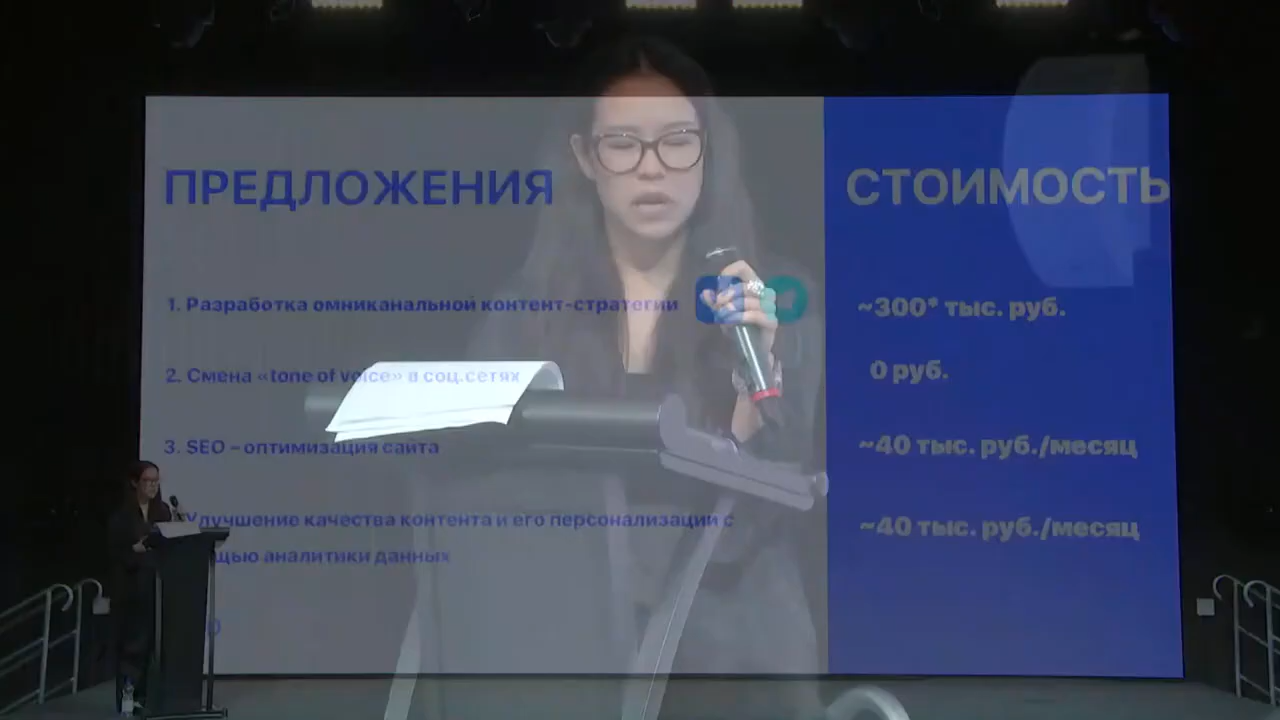 ПРЕДЛОЖЕНИЯ
СТОИМОСТЬ
1. Разработка омниканальной контент-стратегии
~300* тыс. руб.
2. Смена «tone of voice» в соц.сетях
0 руб.
3. SEO – оптимизация сайта
~40 тыс. руб./месяц
Улучшение качества контента и его персонализации с
~40 тыс. руб./месяц
аналитики данных